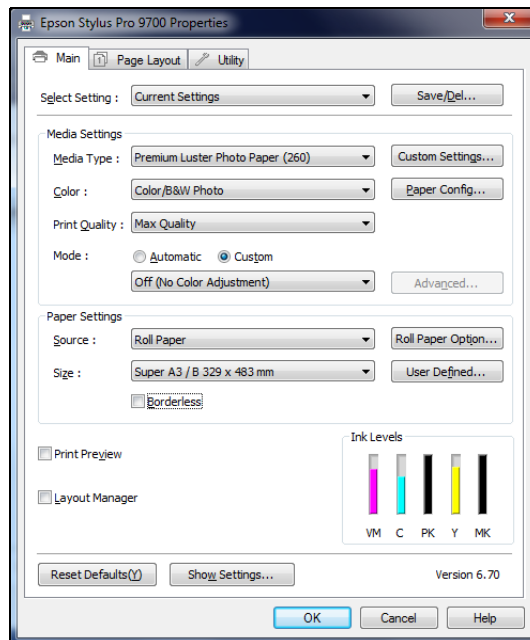 Epson Stylus Pro 9700 Properties
Main Page Layout Utility
Select Setting : Current Settings Save/Del...
Media Settings
Media Type : Premium Luster Photo Paper (260) Custom Settings...
Color : Color/B&W Photo Paper Config...
Print Quality : Max Quality
Mode : Automatic Custom
Off (No Color Adjustment) Advanced...
Paper Settings
Source : Roll Paper Roll Paper Option...
Size : Super A3 / B 329 x 483 mm User Defined...
Borderless
Print Preview
Layout Manager
Ink Levels
VM C PK Y MK
Reset Defaults(Y) Show Settings... Version 6.70
OK Cancel Help